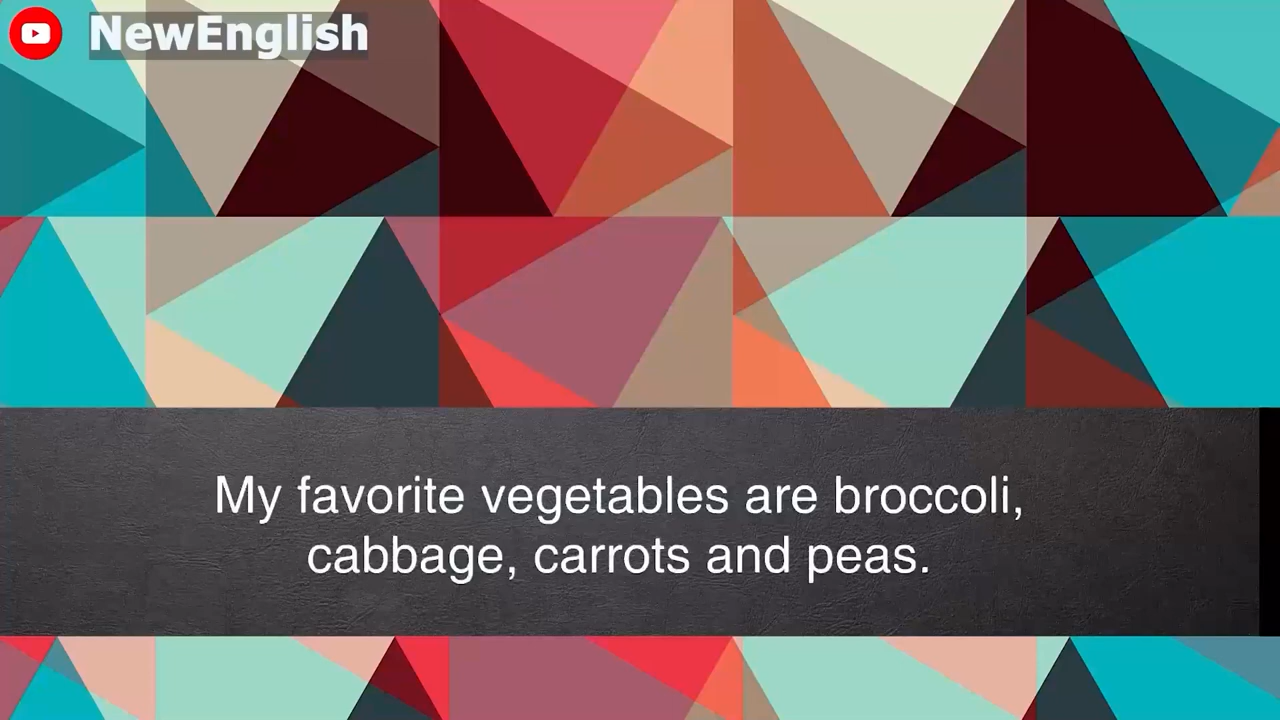 NewEnglish
My favorite vegetables are broccoli,
cabbage, carrots and peas.